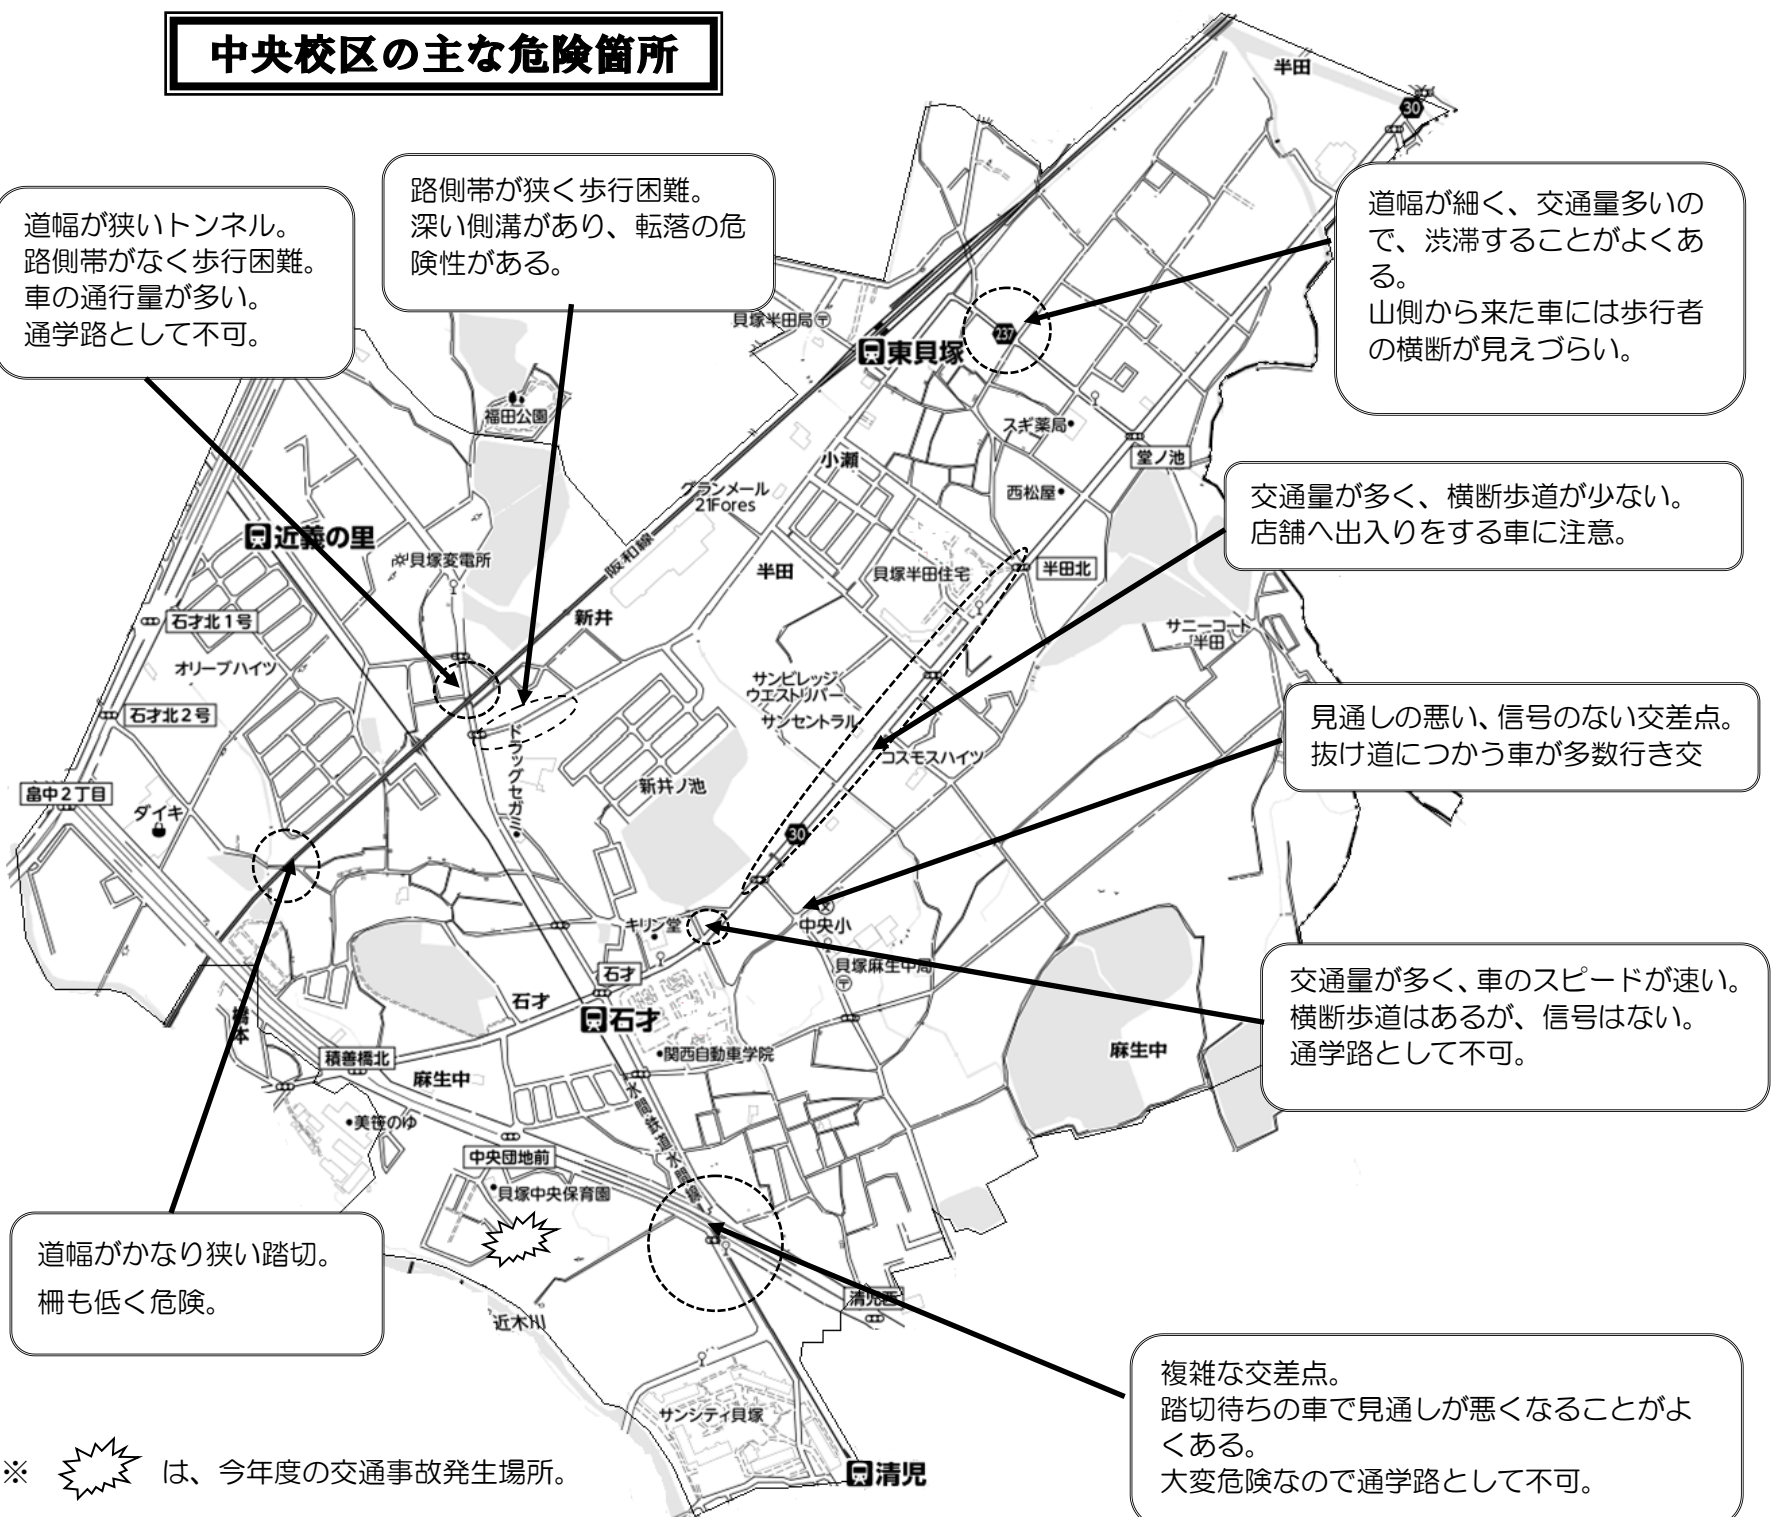 中央校区の主な危険箇所
半田
30
道幅が狭いトンネル。
路側帯がなく歩行困難。
車の通行量が多い。
通学路として不可。
路側帯が狭く歩行困難。
深い側溝があり、転落の危
険性がある。
道幅が細く、交通量多いの
で、渋滞することがよくあ
る。
山側から来た車には歩行者
の横断が見えづらい。
貝塚半田局
東貝塚
237
福田公園
スギ薬局
堂ノ池
小瀬
西松屋
グランメール
21Fores
交通量が多く、横断歩道が少ない。
店舗へ出入りをする車に注意。
近義の里
貝塚変電所
阪和線
半田
貝塚半田住宅
半田北
石才北1号
新井
サニーコート
半田
オリーブハイツ
サンビレッジ
ウエストリバー
サンセントラル
石才北2号
ドラッグセガミ
コスモスハイツ
見通しの悪い、信号のない交差点。
抜け道につかう車が多数行き交
新井ノ池
畠中2丁目
ダイキ
30
キリン堂
中央小
貝塚麻生中局
石才
石才
石才
橋本
交通量が多く、車のスピードが速い。
横断歩道はあるが、信号はない。
通学路として不可。
関西自動車学院
麻生中
積善橋北
麻生中
水間鉄道水間線
美笹のゆ
中央団地前
貝塚中央保育園
道幅がかなり狭い踏切。
柵も低く危険。
清児西
近木川
複雑な交差点。
踏切待ちの車で見通しが悪くなることがよ
くある。
大変危険なので通学路として不可。
サンシティ貝塚
清児
※ は、今年度の交通事故発生場所。